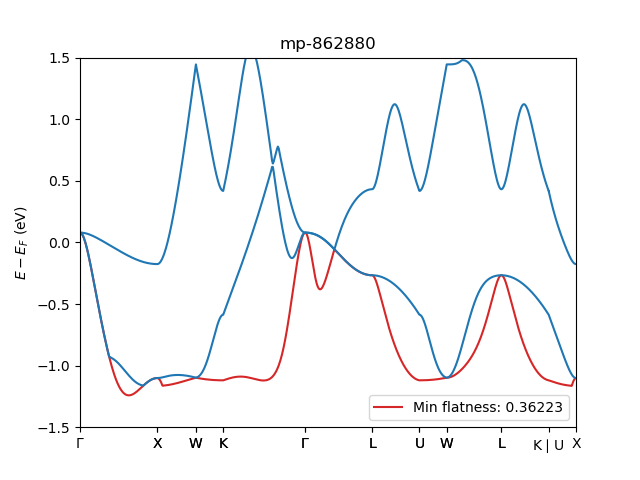 mp-862880
E − E_F (eV)
1.5
1.0
0.5
0.0
−0.5
−1.0
−1.5
Min flatness: 0.36223
Γ X W K Γ L U W L K | U X